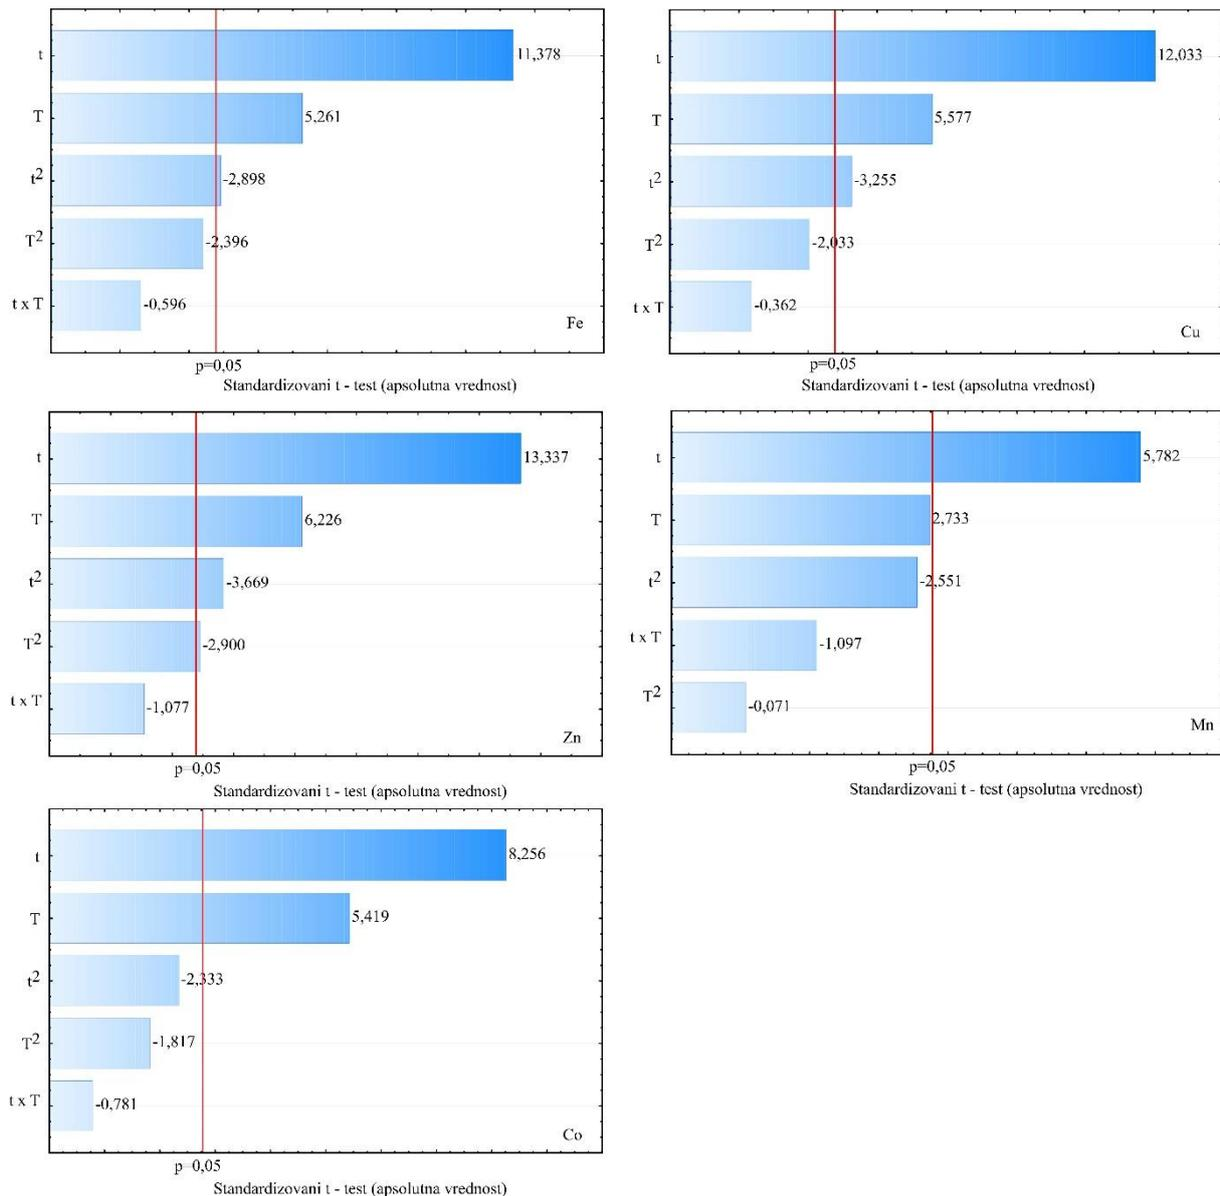 t
11,378
T
5,261
t²
-2,898
T²
-2,396
t x T
-0,596
Fe
p=0,05
Standardizovani t - test (apsolutna vrednost)
t
12,033
T
5,577
t²
-3,255
T²
-2,033
t x T
-0,362
Cu
p=0,05
Standardizovani t - test (apsolutna vrednost)
t
13,337
T
6,226
t²
-3,669
T²
-2,900
t x T
-1,077
Zn
p=0,05
Standardizovani t - test (apsolutna vrednost)
t
5,782
T
2,733
t²
-2,551
t x T
-1,097
T²
-0,071
Mn
p=0,05
Standardizovani t - test (apsolutna vrednost)
t
8,256
T
5,419
t²
-2,333
T²
-1,817
t x T
-0,781
Co
p=0,05
Standardizovani t - test (apsolutna vrednost)